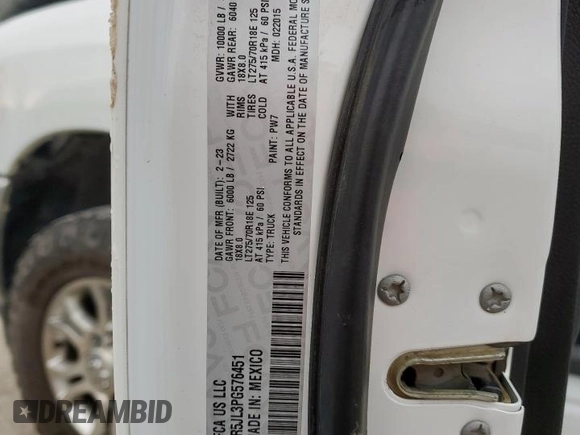 FCA US LLC
R5JL3PG576451
MADE IN: MEXICO
DATE OF MFR (BUILT): 2-23
GVWR: 10000 LB /
GAWR FRONT: 6000 LB / 2722 KG WITH
GAWR REAR: 6040
18X8.0 RIMS
18X8.0
LT275/70R18E 125 TIRES
LT275/70R18E 125
AT 415 kPa / 60 PSI COLD
AT 415 kPa / 60 PSI
TYPE: TRUCK PAINT: PW7
MDH: 022015
THIS VEHICLE CONFORMS TO ALL APPLICABLE U.S.A. FEDERAL MOTOR
STANDARDS IN EFFECT ON THE DATE OF MANUFACTURE
FORD FASTLANE